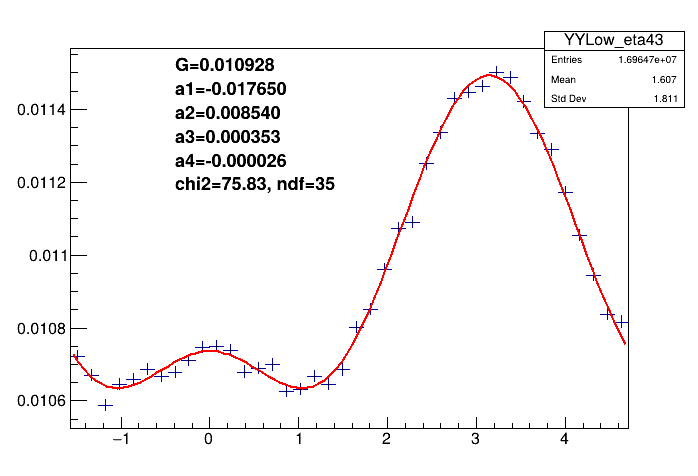 YYLow_eta43
Entries 1.69647e+07
Mean 1.607
Std Dev 1.811
G=0.010928
a1=-0.017650
a2=0.008540
a3=0.000353
a4=-0.000026
chi2=75.83, ndf=35
0.0114
0.0112
0.011
0.0108
0.0106
−1 0 1 2 3 4